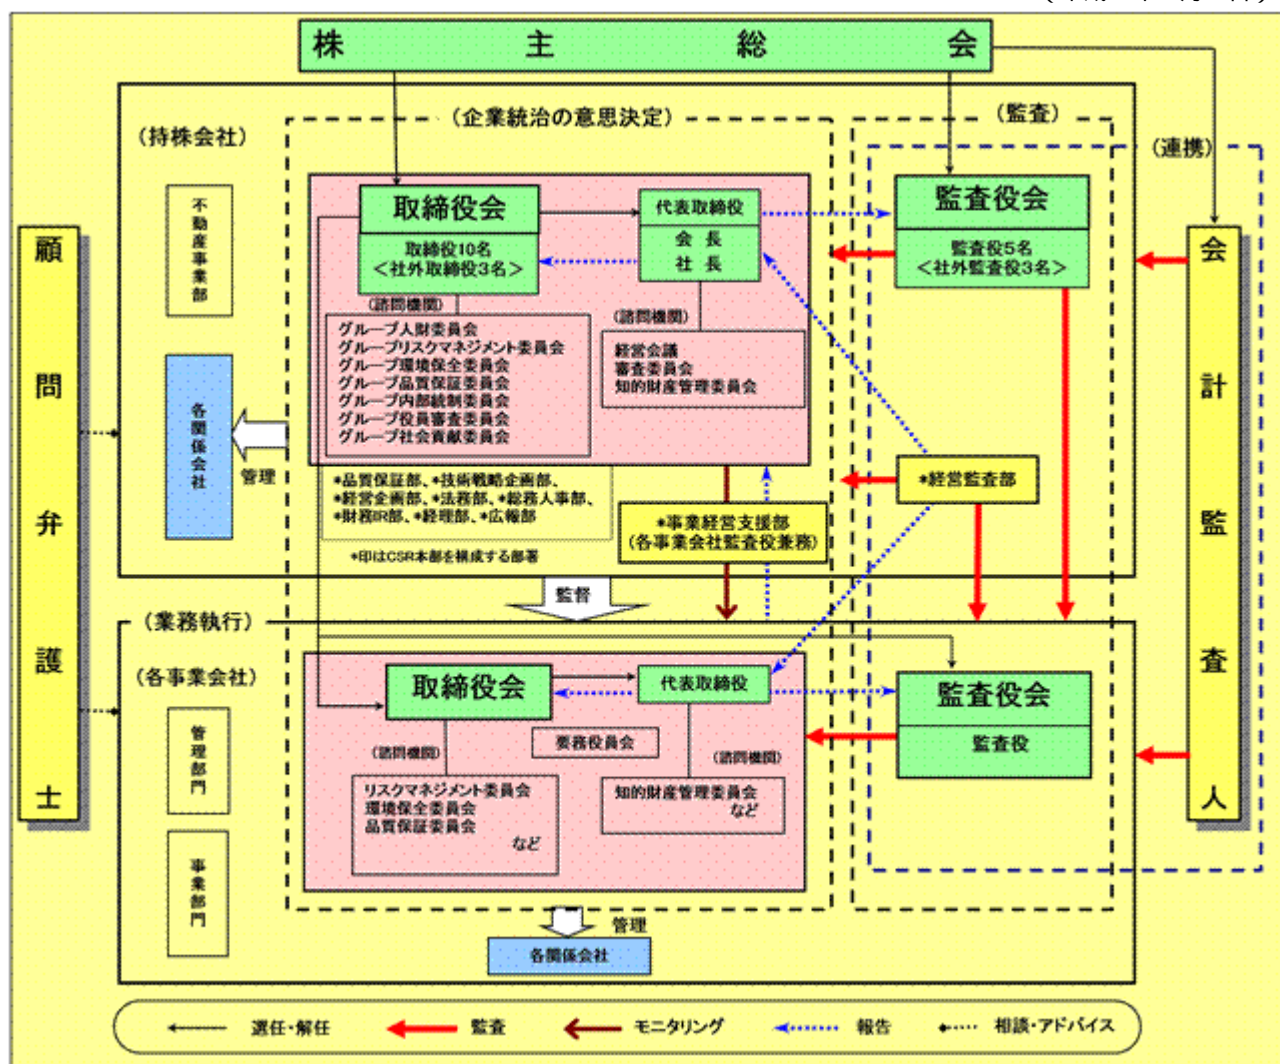 株主総会
(企業統治の意思決定)
(監査)
(持株会社)
(連携)
不動産事業部
取締役会
取締役10名
<社外取締役3名>
代表取締役
会長
社長
監査役会
監査役5名
<社外監査役3名>
顧問弁護士
会計監査人
(諮問機関)
グループ人財委員会
グループリスクマネジメント委員会
グループ環境保全委員会
グループ品質保証委員会
グループ内部統制委員会
グループ役員審査委員会
グループ社会貢献委員会
(諮問機関)
経営会議
審査委員会
知的財産管理委員会
各関係会社
管理
*品質保証部、*技術戦略企画部、
*経営企画部、*法務部、*総務人事部、
*財務IR部、*経理部、*広報部
*印はCSR本部を構成する部署
*経営監査部
*事業経営支援部
(各事業会社監査役兼務)
監督
(業務執行)
(各事業会社)
取締役会
代表取締役
監査役会
監査役
管理部門
事業部門
要務役員会
(諮問機関)
リスクマネジメント委員会
環境保全委員会
品質保証委員会
など
(諮問機関)
知的財産管理委員会
など
管理
各関係会社
選任・解任
監査
モニタリング
報告
相談・アドバイス